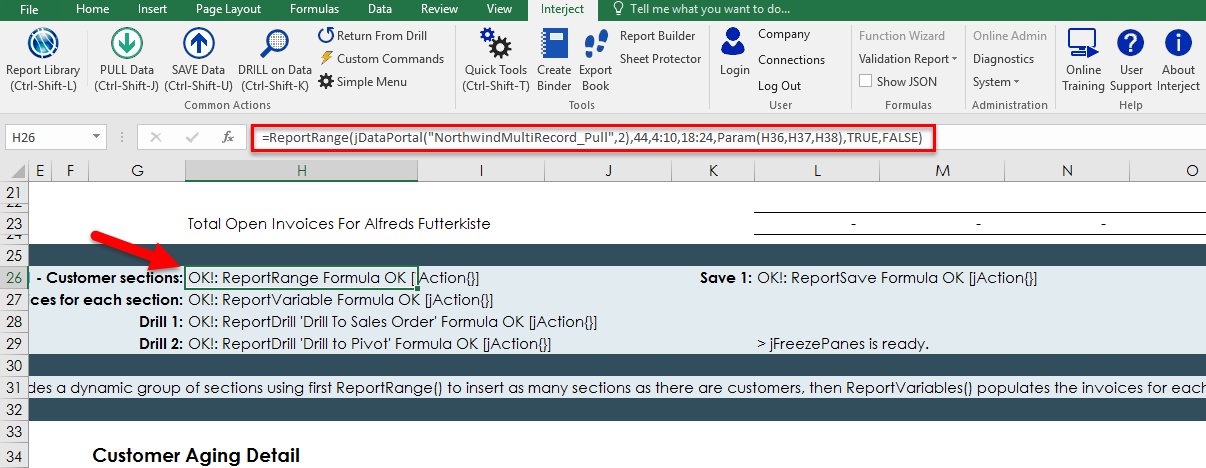 File Home Insert Page Layout Formulas Data Review View Interject Tell me what you want to do...
Report Library (Ctrl-Shift-L)
PULL Data (Ctrl-Shift-J)
SAVE Data (Ctrl-Shift-U)
DRILL on Data (Ctrl-Shift-K)
Return From Drill
Custom Commands
Simple Menu
Common Actions
Quick Tools (Ctrl-Shift-T)
Create Binder
Export Book
Report Builder
Sheet Protector
Tools
Login
Company
Connections
Log Out
User
Function Wizard
Validation Report
Show JSON
Formulas
Online Admin
Diagnostics
System
Administration
Online Training
User Support
About Interject
Help
H26 fx =ReportRange(jDataPortal("NorthwindMultiRecord_Pull",2),44,4:10,18:24,Param(H36,H37,H38),TRUE,FALSE)
E F G H I J K L M N O
21
22
23 Total Open Invoices For Alfreds Futterkiste - - -
24
25
26 - Customer sections: OK!: ReportRange Formula OK [jAction{}] Save 1: OK!: ReportSave Formula OK [jAction{}]
27 ces for each section: OK!: ReportVariable Formula OK [jAction{}]
28 Drill 1: OK!: ReportDrill 'Drill To Sales Order' Formula OK [jAction{}]
29 Drill 2: OK!: ReportDrill 'Drill to Pivot' Formula OK [jAction{}] > jFreezePanes is ready.
30
31 des a dynamic group of sections using first ReportRange() to insert as many sections as there are customers, then ReportVariables() populates the invoices for each
32
33
34 Customer Aging Detail